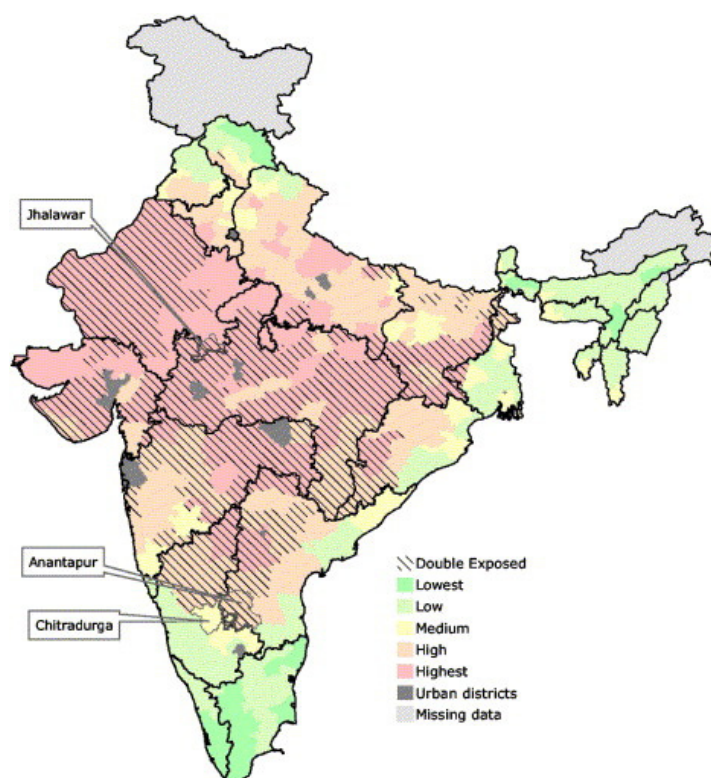 Jhalawar
Anantapur
Chitradurga
Double Exposed
Lowest
Low
Medium
High
Highest
Urban districts
Missing data